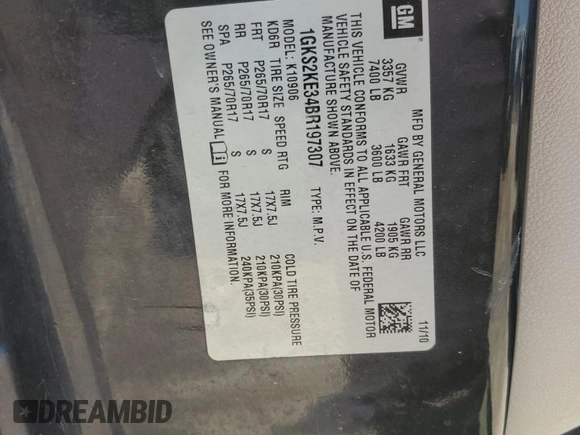 GM
MFD BY GENERAL MOTORS LLC 11/10
GVWR GAWR FRT GAWR RR
3357 KG 1633 KG 1905 KG
7400 LB 3600 LB 4200 LB
THIS VEHICLE CONFORMS TO ALL APPLICABLE U.S. FEDERAL MOTOR
VEHICLE SAFETY STANDARDS IN EFFECT ON THE DATE OF
MANUFACTURE SHOWN ABOVE.
1GKS2KE34BR197307 TYPE: M.P.V.
MODEL: K10906
KD6R TIRE SIZE SPEED RTG RIM COLD TIRE PRESSURE
FRT P265/70R17 S 17X7.5J 210KPA(30PSI)
RR P265/70R17 S 17X7.5J 210KPA(30PSI)
SPA P265/70R17 S 17X7.5J 240KPA(35PSI)
SEE OWNER'S MANUAL FOR MORE INFORMATION.
DREAMBID